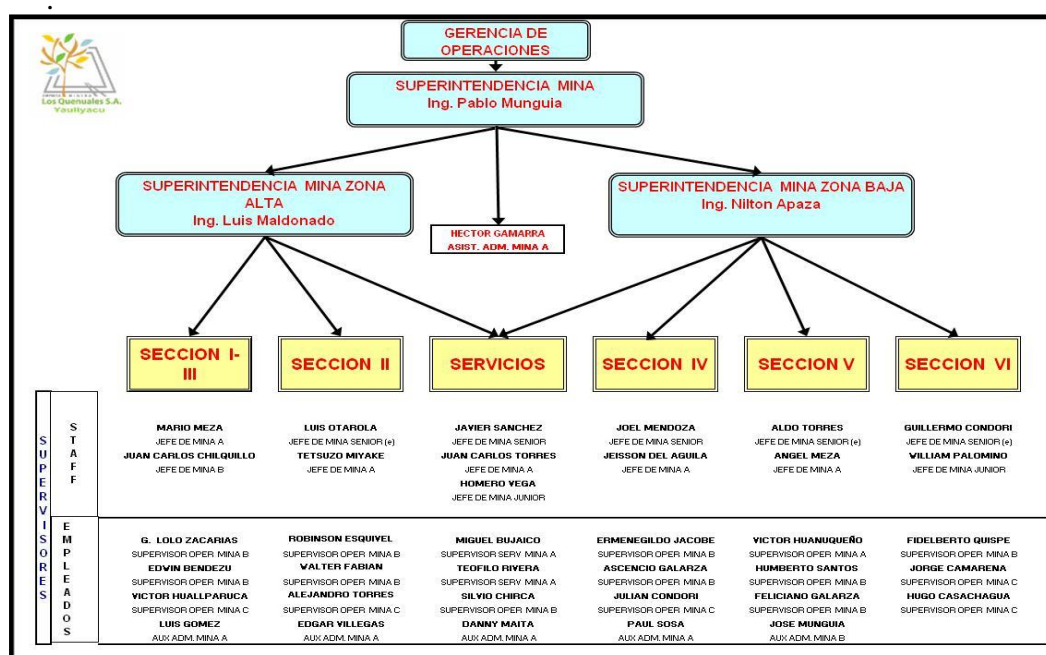 EMPRESA MINERA
Los Quenuales S.A.
Yauliyacu
GERENCIA DE
OPERACIONES
SUPERINTENDENCIA MINA
Ing. Pablo Munguia
SUPERINTENDENCIA MINA ZONA
ALTA
Ing. Luis Maldonado
HECTOR GAMARRA
ASIST. ADM. MINA A
SUPERINTENDENCIA MINA ZONA BAJA
Ing. Nilton Apaza
SECCION I-
III
SECCION II
SERVICIOS
SECCION IV
SECCION V
SECCION VI
SUPERVISORES
STAFF
MARIO MEZA
JEFE DE MINA A
JUAN CARLOS CHILQUILLO
JEFE DE MINA B
LUIS OTAROLA
JEFE DE MINA SENIOR (e)
TETSUZO MIYAKE
JEFE DE MINA A
JAVIER SANCHEZ
JEFE DE MINA SENIOR
JUAN CARLOS TORRES
JEFE DE MINA A
HOMERO VEGA
JEFE DE MINA JUNIOR
JOEL MENDOZA
JEFE DE MINA SENIOR
JEISSON DEL AGUILA
JEFE DE MINA A
ALDO TORRES
JEFE DE MINA SENIOR (e)
ANGEL MEZA
JEFE DE MINA A
GUILLERMO CONDORI
JEFE DE MINA SENIOR (e)
WILLIAM PALOMINO
JEFE DE MINA JUNIOR
EMPLEADOS
G. LOLO ZACARIAS
SUPERVISOR OPER MINA B
EDWIN BENDEZU
SUPERVISOR OPER MINA B
VICTOR HUALLPARUCA
SUPERVISOR OPER MINA C
LUIS GOMEZ
AUX ADM. MINA A
ROBINSON ESQUIVEL
SUPERVISOR OPER MINA B
WALTER FABIAN
SUPERVISOR OPER MINA B
ALEJANDRO TORRES
SUPERVISOR OPER MINA C
EDGAR VILLEGAS
AUX ADM. MINA A
MIGUEL BUJAICO
SUPERVISOR SERV MINA A
TEOFILO RIVERA
SUPERVISOR SERV MINA A
SILVIO CHIRCA
SUPERVISOR OPER MINA B
DANNY MAITA
AUX ADM. MINA A
ERMENEGILDO JACOBE
SUPERVISOR OPER MINA B
ASCENCIO GALARZA
SUPERVISOR OPER MINA B
JULIAN CONDORI
SUPERVISOR OPER MINA C
PAUL SOSA
AUX ADM. MINA A
VICTOR HUANUQUEÑO
SUPERVISOR OPER MINA A
HUMBERTO SANTOS
SUPERVISOR OPER MINA B
FELICIANO GALARZA
SUPERVISOR OPER MINA B
JOSE MUNGUIA
AUX ADM. MINA B
FIDELBERTO QUISPE
SUPERVISOR OPER MINA B
JORGE CAMARENA
SUPERVISOR OPER MINA C
HUGO CASACHAGUA
SUPERVISOR OPER MINA C